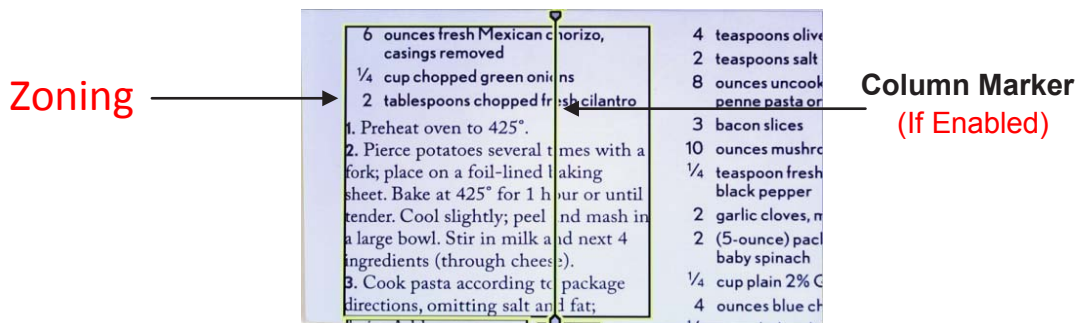 Zoning
6 ounces fresh Mexican chorizo,
casings removed
¼ cup chopped green onions
2 tablespoons chopped fresh cilantro
1. Preheat oven to 425°.
2. Pierce potatoes several times with a
fork; place on a foil-lined baking
sheet. Bake at 425° for 1 hour or until
tender. Cool slightly; peel and mash in
a large bowl. Stir in milk and next 4
ingredients (through cheese).
3. Cook pasta according to package
directions, omitting salt and fat;
4 teaspoons
2 teaspoons salt
8 ounces
penne pasta or
3 bacon slices
10 ounces
¼ teaspoon fresh
black pepper
2 garlic cloves,
2 (5-ounce)
baby spinach
¼ cup plain 2%
4 ounces blue
Column Marker
(If Enabled)